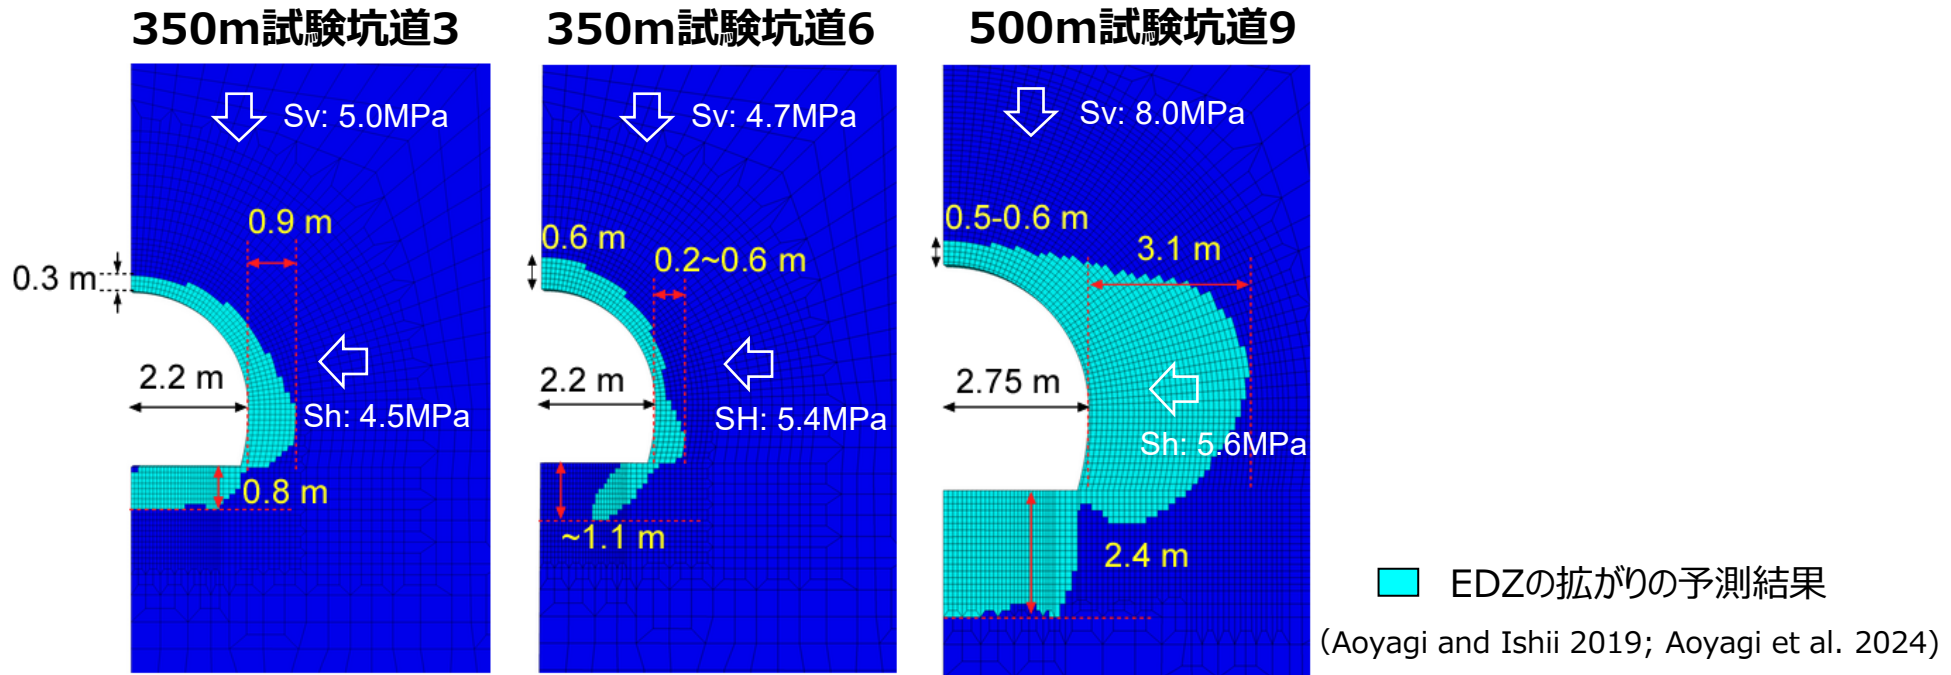 350m試験坑道3
Sv: 5.0MPa
0.9 m
0.3 m
2.2 m
Sh: 4.5MPa
0.8 m
350m試験坑道6
Sv: 4.7MPa
0.6 m
0.2~0.6 m
2.2 m
SH: 5.4MPa
~1.1 m
500m試験坑道9
Sv: 8.0MPa
0.5-0.6 m
3.1 m
2.75 m
Sh: 5.6MPa
2.4 m
EDZの拡がりの予測結果
（Aoyagi and Ishii 2019; Aoyagi et al. 2024)